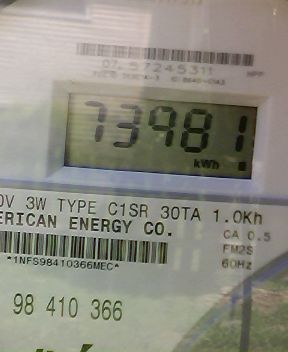 73981
kWh
0V 3W TYPE C1SR 30TA 1.0Kh
ERICAN ENERGY CO.
CA 0.5
FM2S
60Hz
*1NFS98410366MEC*
98 410 366